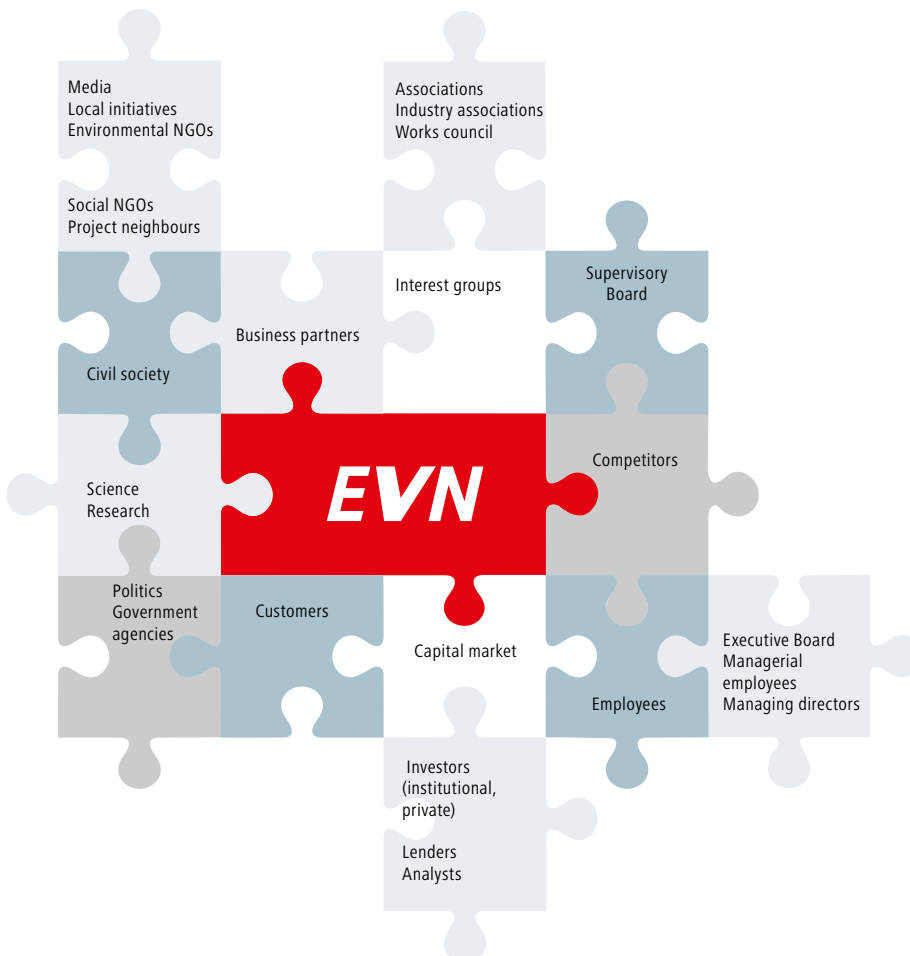 Media
Local initiatives
Environmental NGOs
Social NGOs
Project neighbours
Associations
Industry associations
Works council
Civil society
Business partners
Interest groups
Supervisory
Board
Science
Research
EVN
Competitors
Politics
Government
agencies
Customers
Capital market
Employees
Executive Board
Managerial
employees
Managing directors
Investors
(institutional,
private)
Lenders
Analysts